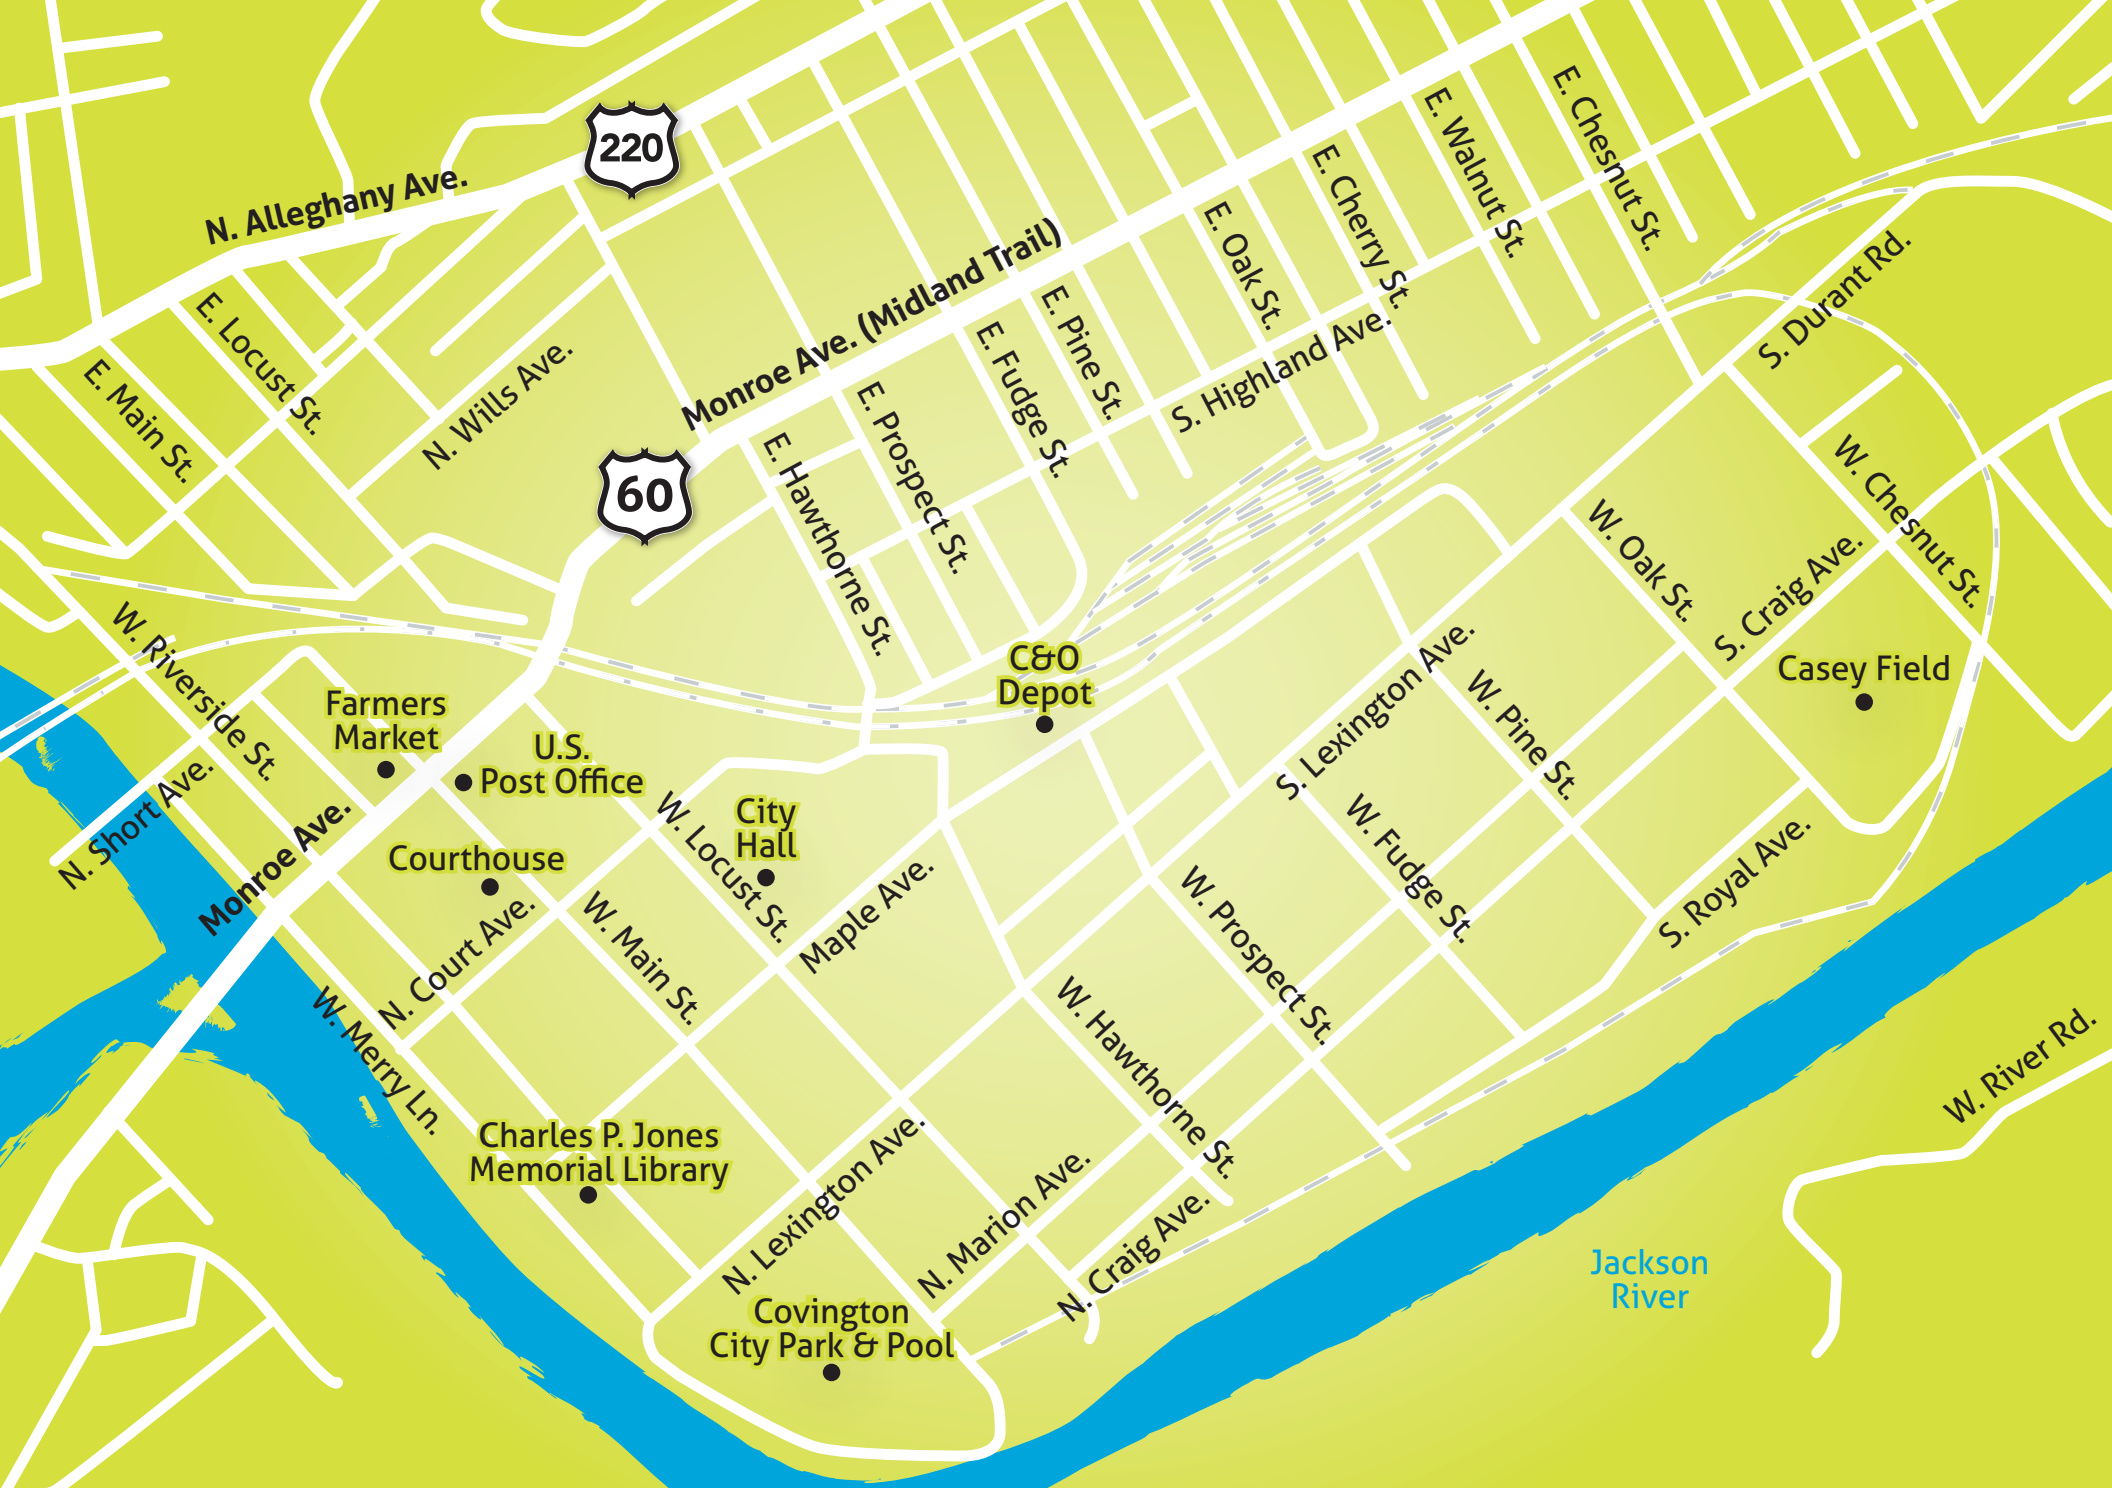 220
N. Alleghany Ave.
E. Chesnut St.
E. Walnut St.
E. Cherry St.
E. Oak St.
Monroe Ave. (Midland Trail)
S. Durant Rd.
E. Locust St.
E. Main St.
N. Wills Ave.
E. Pine St.
E. Fudge St.
S. Highland Ave.
E. Prospect St.
E. Hawthorne St.
60
W. Chesnut St.
W. Oak St.
S. Craig Ave.
W. Riverside St.
C&O
Depot
Casey Field
Farmers
Market
U.S.
Post Office
S. Lexington Ave.
W. Pine St.
N. Short Ave.
Monroe Ave.
City
Hall
W. Locust St.
Courthouse
Maple Ave.
W. Fudge St.
S. Royal Ave.
W. Prospect St.
N. Court Ave.
W. Main St.
W. Merry Ln.
W. Hawthorne St.
W. River Rd.
Charles P. Jones
Memorial Library
N. Lexington Ave.
N. Marion Ave.
N. Craig Ave.
Jackson
River
Covington
City Park & Pool